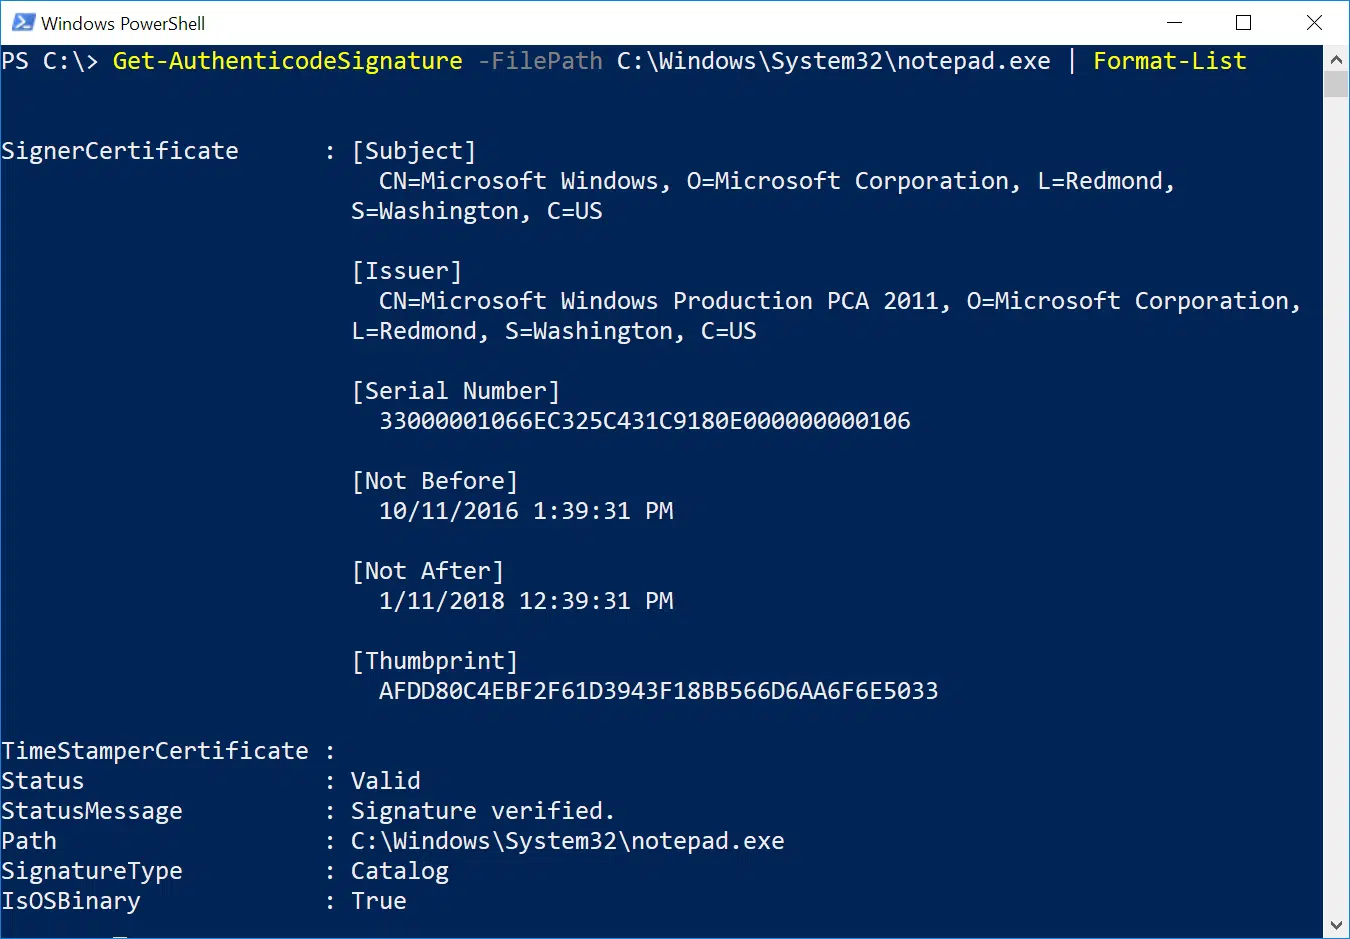 Windows PowerShell
PS C:\> Get-AuthenticodeSignature -FilePath C:\Windows\System32\notepad.exe | Format-List
SignerCertificate : [Subject]
CN=Microsoft Windows, O=Microsoft Corporation, L=Redmond,
S=Washington, C=US
[Issuer]
CN=Microsoft Windows Production PCA 2011, O=Microsoft Corporation,
L=Redmond, S=Washington, C=US
[Serial Number]
33000001066EC325C431C9180E000000000106
[Not Before]
10/11/2016 1:39:31 PM
[Not After]
1/11/2018 12:39:31 PM
[Thumbprint]
AFDD80C4EBF2F61D3943F18BB566D6AA6F6E5033
TimeStamperCertificate :
Status : Valid
StatusMessage : Signature verified.
Path : C:\Windows\System32\notepad.exe
SignatureType : Catalog
IsOSBinary : True